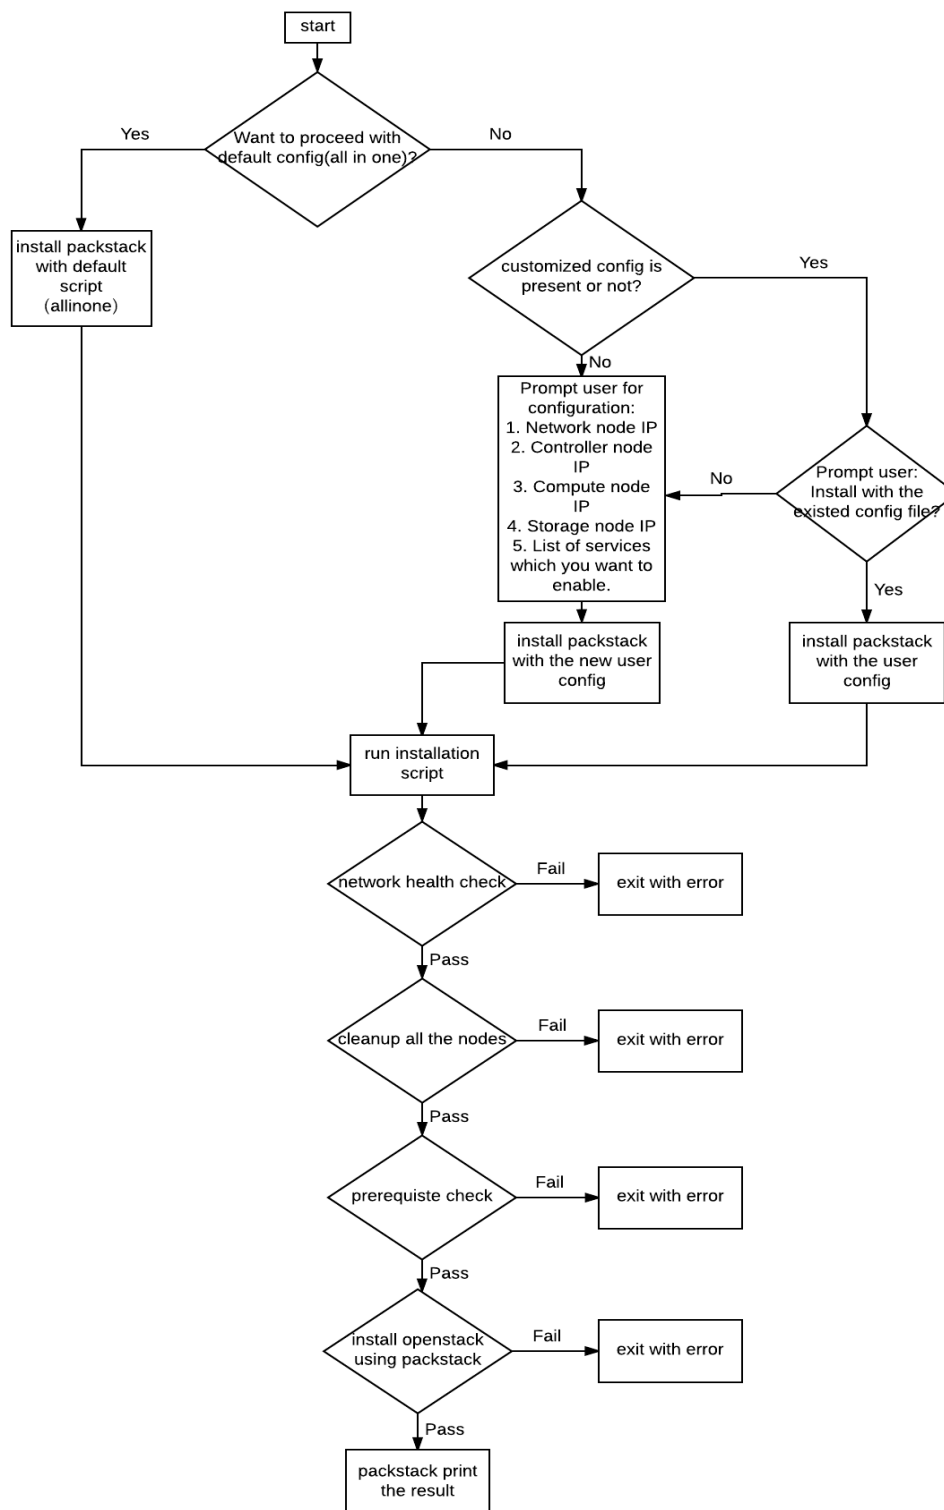 start
Want to proceed with
default config(all in one)?
Yes
No
install packstack
with default
script
（allinone）
customized config is
present or not?
Yes
No
Prompt user for
configuration:
1. Network node IP
2. Controller node
IP
3. Compute node
IP
4. Storage node IP
5. List of services
which you want to
enable.
No
Prompt user:
Install with the
existed config file?
Yes
install packstack
with the new user
config
install packstack
with the user
config
run installation
script
network health check
Fail
exit with error
Pass
cleanup all the nodes
Fail
exit with error
Pass
prerequiste check
Fail
exit with error
Pass
install openstack
using packstack
Fail
exit with error
Pass
packstack print
the result